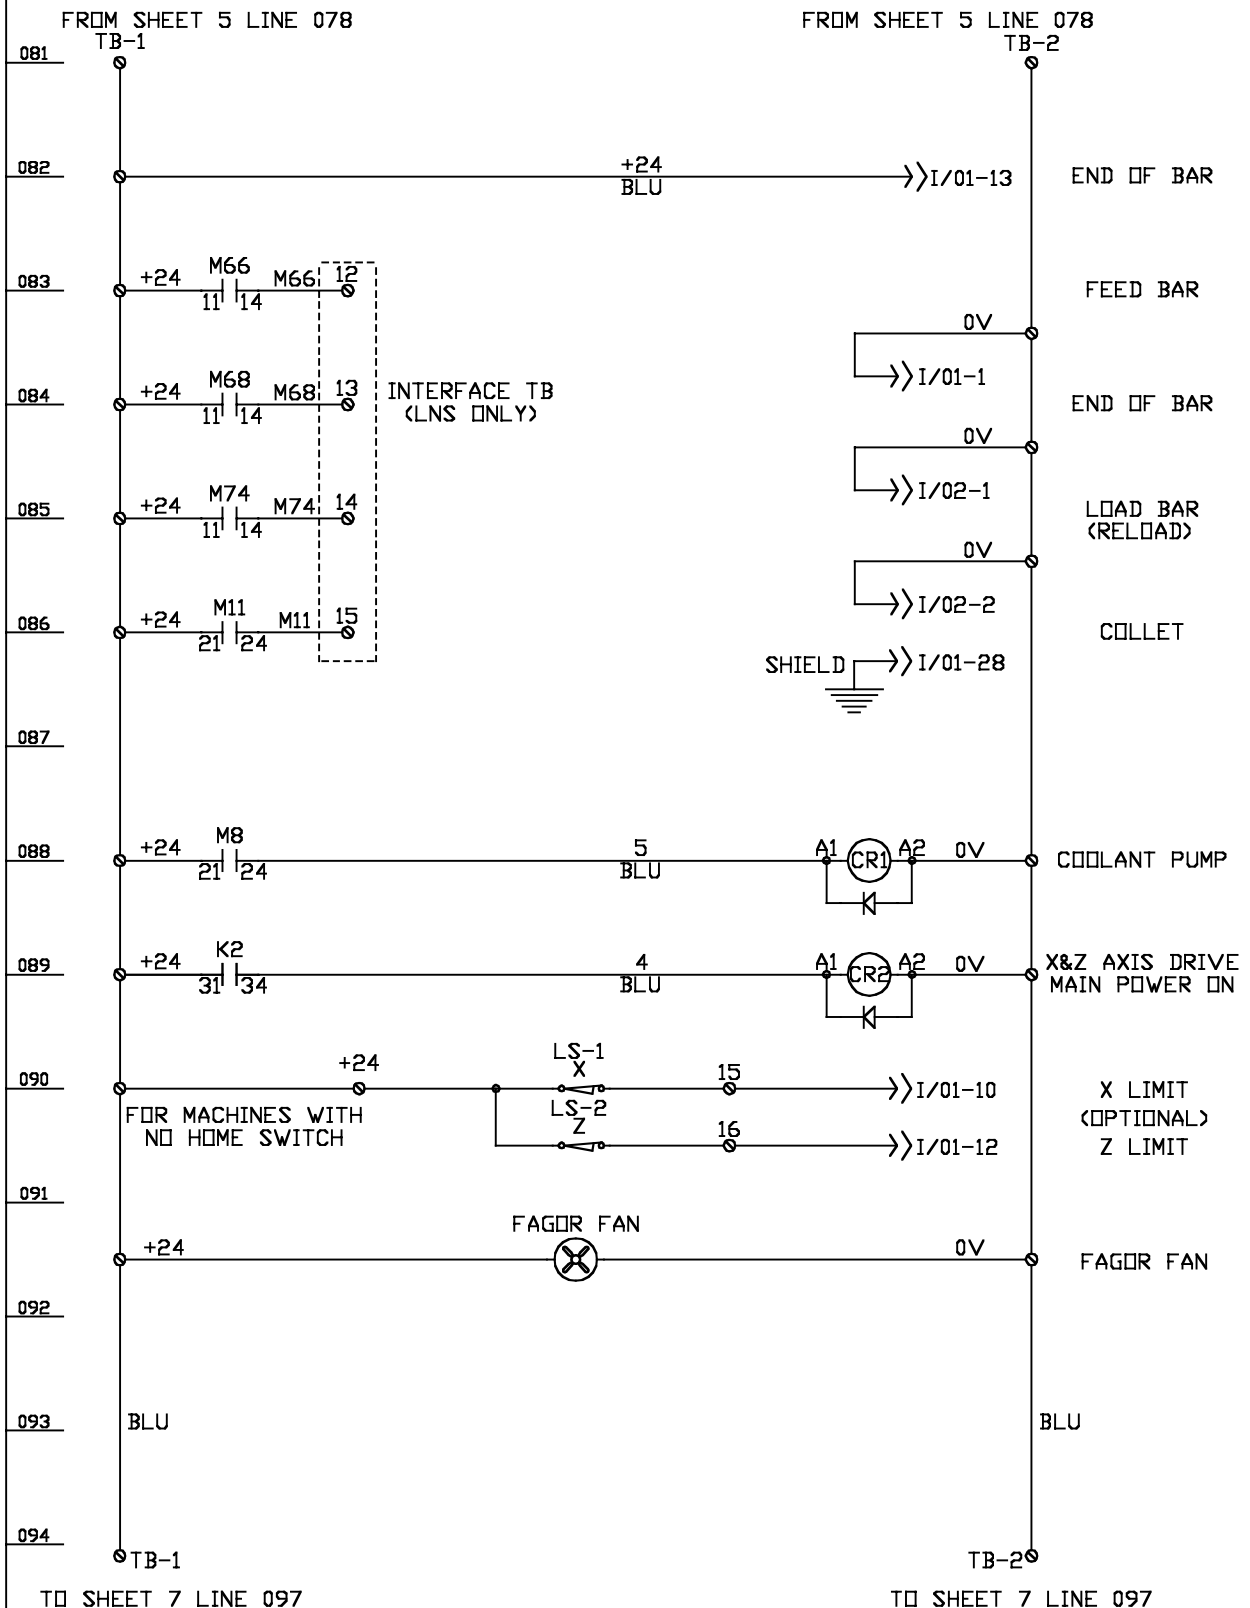 FROM SHEET 5 LINE 078
FROM SHEET 5 LINE 078
TB-1
TB-2
081
082
+24
BLU
I/01-13
END OF BAR
083
+24
M66
11 14
M66
12
FEED BAR
0V
I/01-1
084
+24
M68
11 14
M68
13
INTERFACE TB
(LNS ONLY)
END OF BAR
0V
I/02-1
085
+24
M74
11 14
M74
14
LOAD BAR
(RELOAD)
0V
I/02-2
086
+24
M11
21 24
M11
15
COLLET
SHIELD
I/01-28
087
088
+24
M8
21 24
5
BLU
A1
CR1
A2
0V
COOLANT PUMP
089
+24
K2
31 34
4
BLU
A1
CR2
A2
0V
X&Z AXIS DRIVE
MAIN POWER ON
090
+24
LS-1
X
15
I/01-10
X LIMIT
FOR MACHINES WITH
NO HOME SWITCH
LS-2
Z
16
I/01-12
(OPTIONAL)
Z LIMIT
091
+24
FAGOR FAN
0V
FAGOR FAN
092
093
BLU
BLU
094
TB-1
TB-2
TO SHEET 7 LINE 097
TO SHEET 7 LINE 097